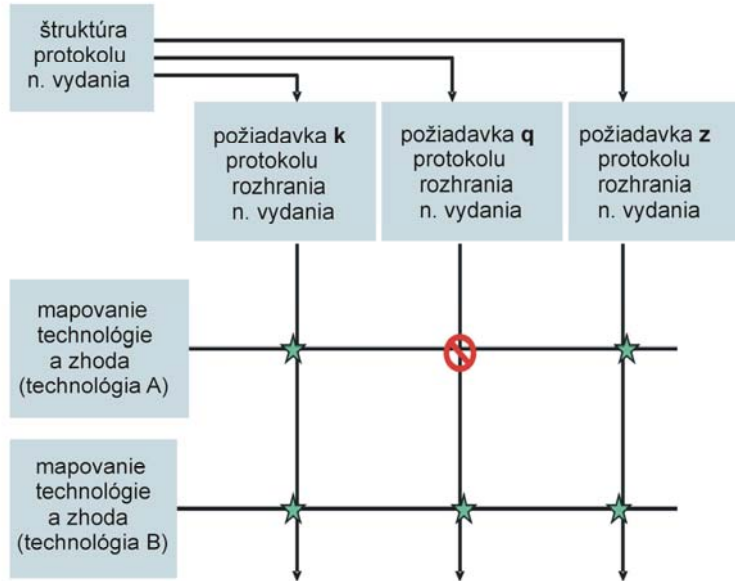 štruktúra
protokolu
n. vydania
požiadavka k
protokolu
rozhrania
n. vydania
požiadavka q
protokolu
rozhrania
n. vydania
požiadavka z
protokolu
rozhrania
n. vydania
mapovanie
technológie
a zhoda
(technológia A)
mapovanie
technológie
a zhoda
(technológia B)